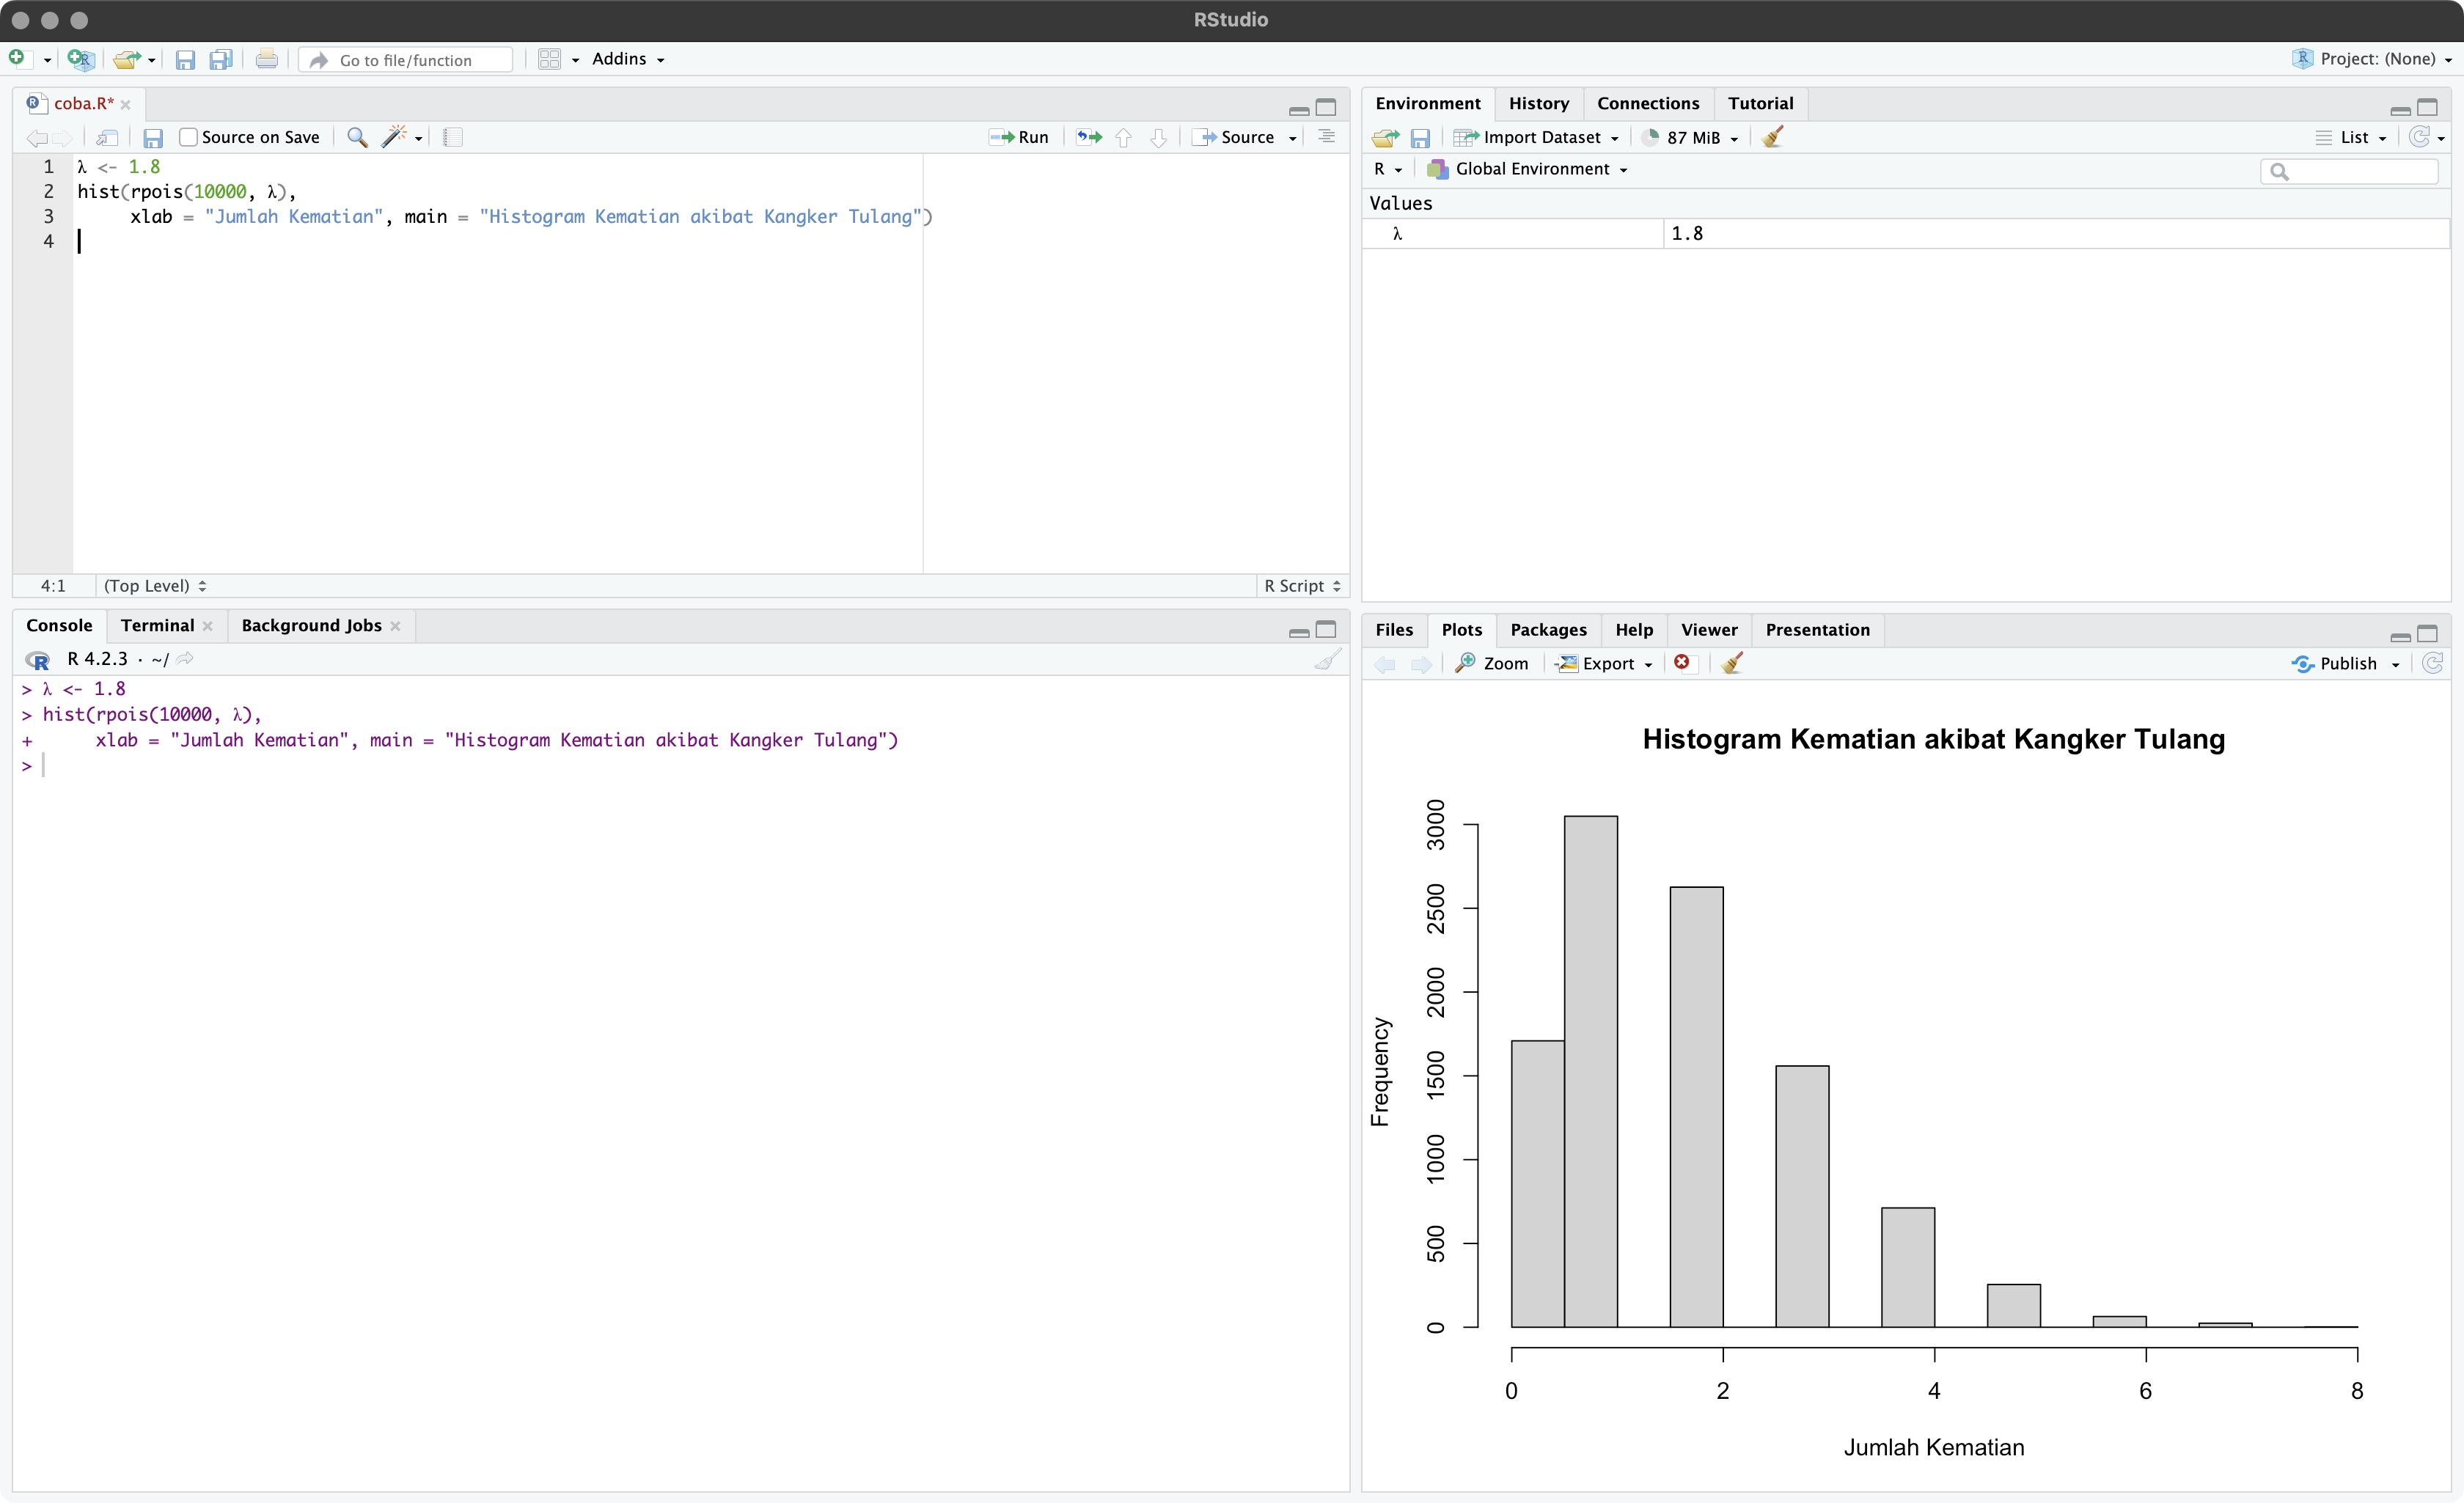 RStudio
Go to file/function
Addins
Project: (None)
coba.R*
Source on Save
Run
Source
1 λ <- 1.8
2 hist(rpois(10000, λ),
3 xlab = "Jumlah Kematian", main = "Histogram Kematian akibat Kangker Tulang")
4
4:1
(Top Level)
R Script
Console
Terminal
Background Jobs
R 4.2.3 · ~/
> λ <- 1.8
> hist(rpois(10000, λ),
+ xlab = "Jumlah Kematian", main = "Histogram Kematian akibat Kangker Tulang")
>
Environment
History
Connections
Tutorial
Import Dataset
87 MiB
List
R
Global Environment
Values
λ 1.8
Files
Plots
Packages
Help
Viewer
Presentation
Zoom
Export
Publish
Histogram Kematian akibat Kangker Tulang
Frequency
3000
2500
2000
1500
1000
500
0
0 2 4 6 8
Jumlah Kematian